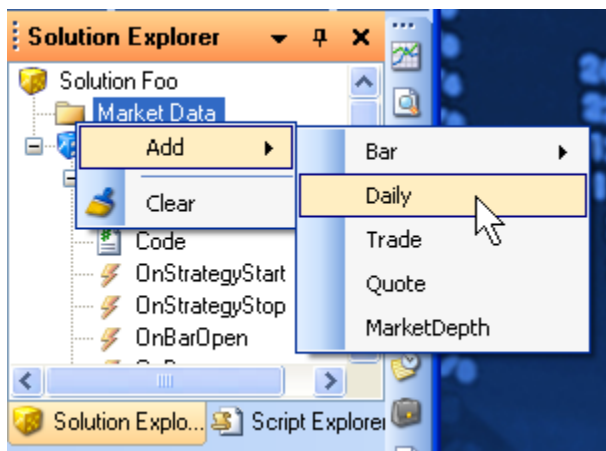 Solution Explorer
Solution Foo
Market Data
Add
Bar
Daily
Clear
Trade
Code
Quote
OnStrategyStart
OnStrategyStop
MarketDepth
OnBarOpen
Solution Explo...
Script Explorer